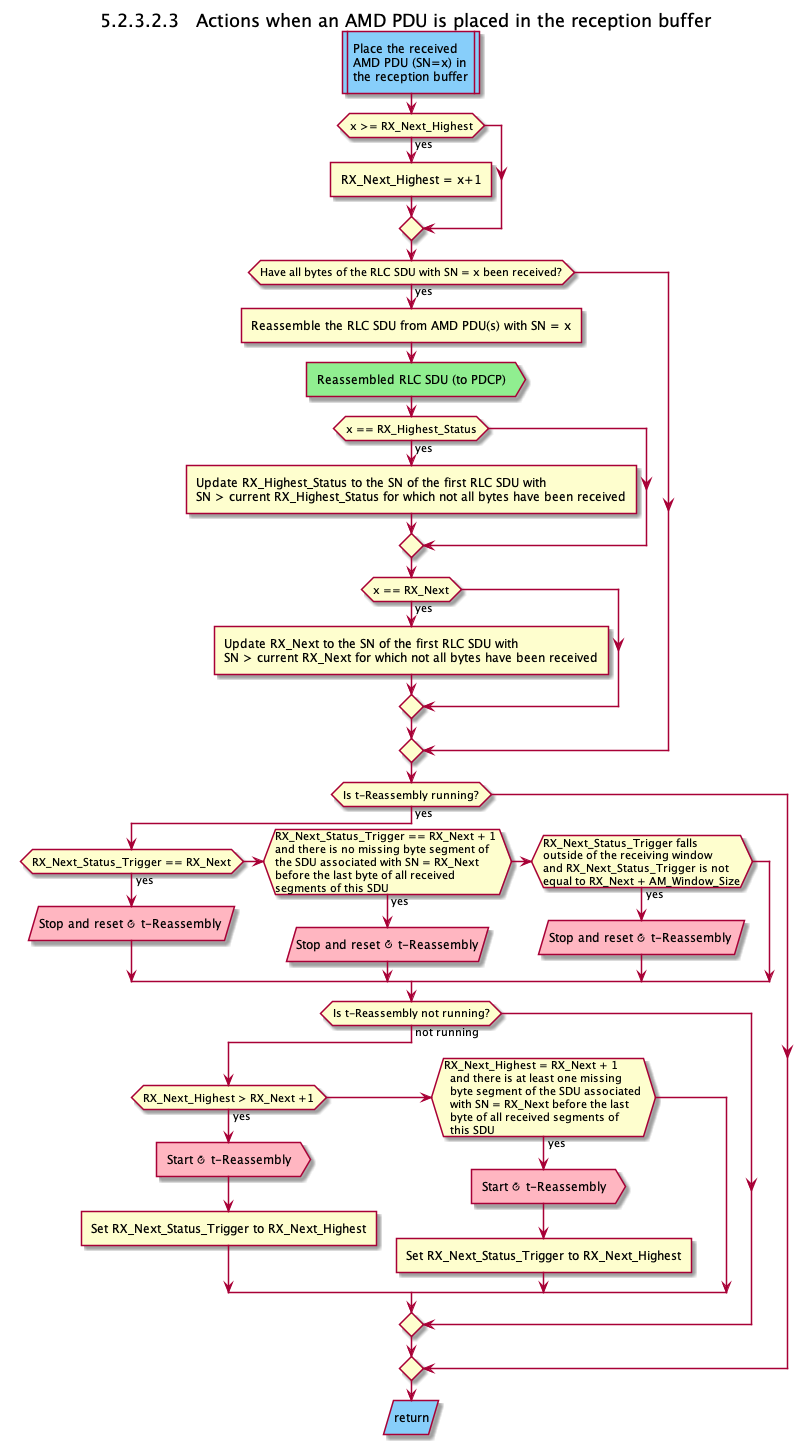 5.2.3.2.3   Actions when an AMD PDU is placed in the reception buffer
Place the received
AMD PDU (SN=x) in
the reception buffer
x >= RX_Next_Highest
yes
RX_Next_Highest = x+1
Have all bytes of the RLC SDU with SN = x been received?
yes
Reassemble the RLC SDU from AMD PDU(s) with SN = x
Reassembled RLC SDU (to PDCP)
x == RX_Highest_Status
yes
Update RX_Highest_Status to the SN of the first RLC SDU with
SN > current RX_Highest_Status for which not all bytes have been received
x == RX_Next
yes
Update RX_Next to the SN of the first RLC SDU with
SN > current RX_Next for which not all bytes have been received
Is t-Reassembly running?
yes
RX_Next_Status_Trigger == RX_Next
yes
Stop and reset ↻ t-Reassembly
RX_Next_Status_Trigger == RX_Next + 1
and there is no missing byte segment of
the SDU associated with SN = RX_Next
before the last byte of all received
segments of this SDU
yes
Stop and reset ↻ t-Reassembly
RX_Next_Status_Trigger falls
outside of the receiving window
and RX_Next_Status_Trigger is not
equal to RX_Next + AM_Window_Size
yes
Stop and reset ↻ t-Reassembly
Is t-Reassembly not running?
not running
RX_Next_Highest > RX_Next +1
yes
Start ↻ t-Reassembly
Set RX_Next_Status_Trigger to RX_Next_Highest
RX_Next_Highest = RX_Next + 1
and there is at least one missing
byte segment of the SDU associated
with SN = RX_Next before the last
byte of all received segments of
this SDU
yes
Start ↻ t-Reassembly
Set RX_Next_Status_Trigger to RX_Next_Highest
return